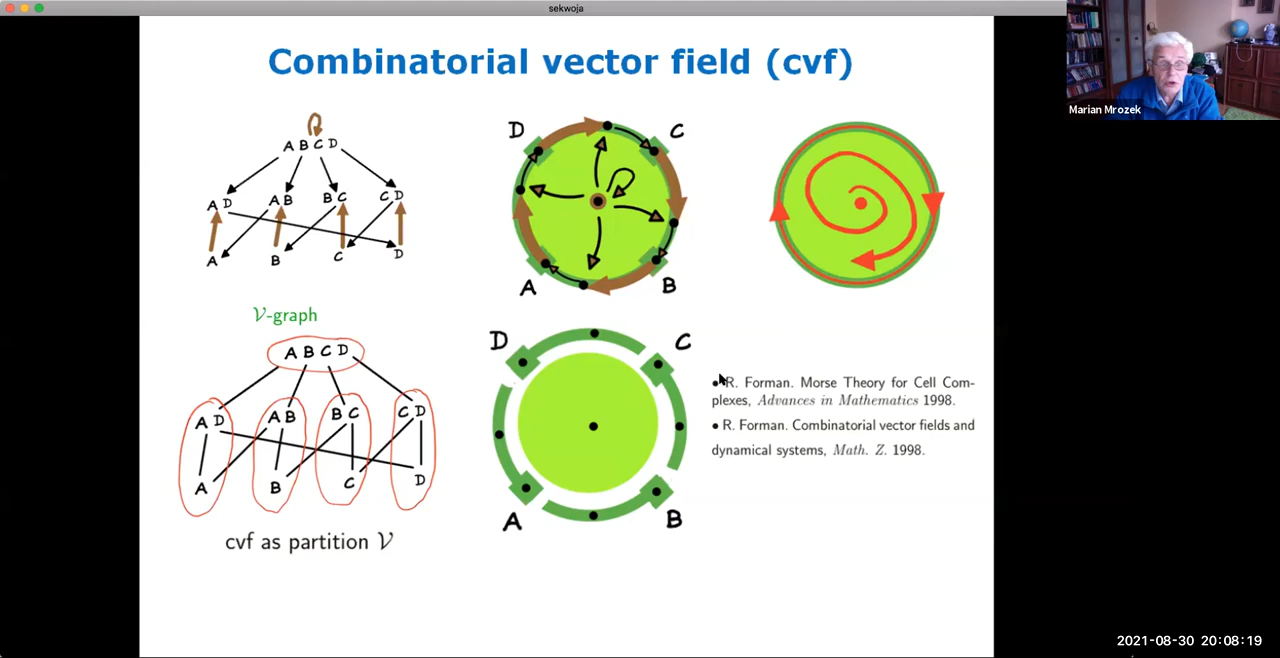 sekwoja
Combinatorial vector field (cvf)
Marian Mrozek
A B C D
A D A B B C C D
A B C D
D C
A B
𝒱-graph
A B C D
A D A B B C C D
A B C D
cvf as partition 𝒱
D C
A B
• R. Forman. Morse Theory for Cell Com-
plexes, Advances in Mathematics 1998.
• R. Forman. Combinatorial vector fields and
dynamical systems, Math. Z. 1998.
2021-08-30 20:08:19